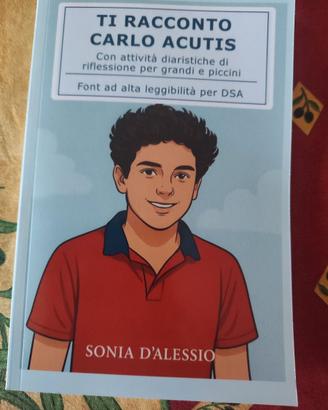 TI RACCONTO
CARLO ACUTIS
Con attività diaristiche di
riflessione per grandi e piccini
Font ad alta leggibilità per DSA
SONIA D'ALESSIO